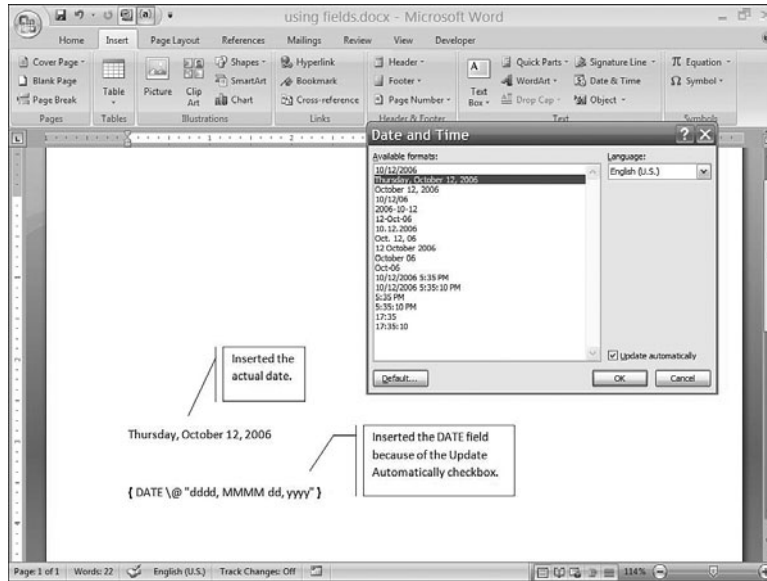 using fields.docx - Microsoft Word
Home Insert Page Layout References Mailings Review View Developer
Cover Page
Blank Page
Page Break
Pages
Table
Tables
Picture
Clip Art
Shapes
SmartArt
Chart
Illustrations
Hyperlink
Bookmark
Cross-reference
Links
Header
Footer
Page Number
Header & Footer
Text Box
Quick Parts
WordArt
Drop Cap
Signature Line
Date & Time
Object
Text
Equation
Symbol
Symbols
Date and Time
Available formats:
10/12/2006
Thursday, October 12, 2006
October 12, 2006
10/12/06
2006-10-12
12-Oct-06
10.12.2006
Oct. 12, 06
12 October 2006
October 06
Oct-06
10/12/2006 5:35 PM
10/12/2006 5:35:10 PM
5:35 PM
5:35:10 PM
17:35
17:35:10
Language:
English (U.S.)
Update automatically
Default...
OK
Cancel
Inserted the
actual date.
Thursday, October 12, 2006
Inserted the DATE field
because of the Update
Automatically checkbox.
{ DATE \@ "dddd, MMMM dd, yyyy" }
Page: 1 of 1 Words: 22 English (U.S.) Track Changes: Off 114%